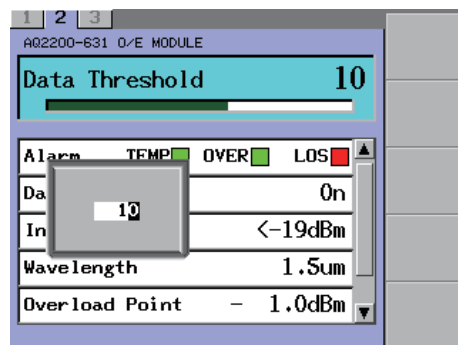 1 2 3
AQ2200-631 O/E MODULE
Data Threshold 10
Alarm TEMP OVER LOS
Da On
10
In <-19dBm
Wavelength 1.5um
Overload Point - 1.0dBm